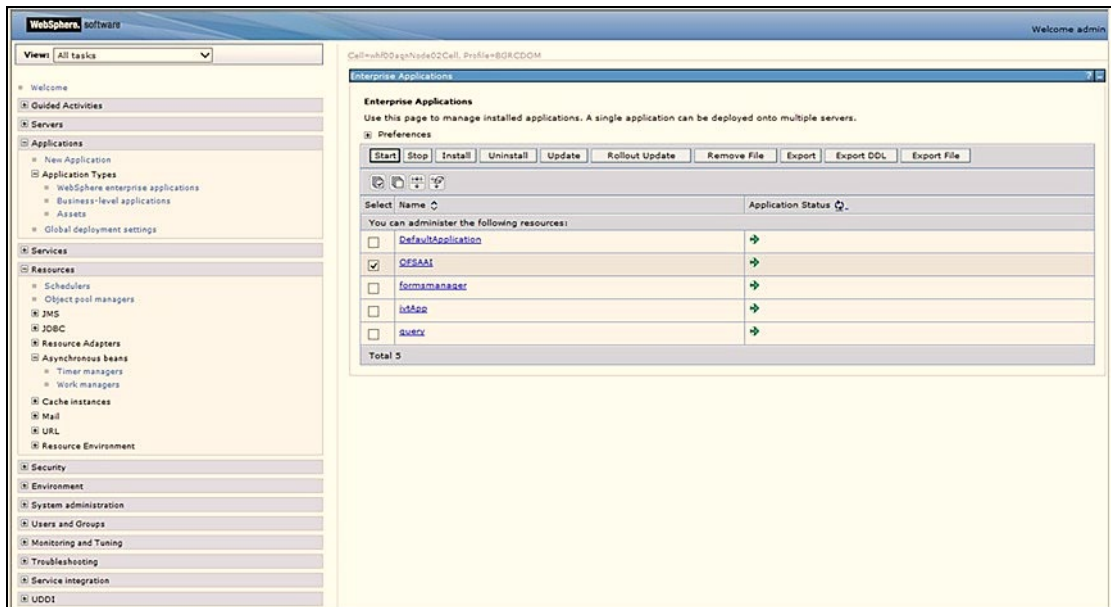 WebSphere. software
Welcome admin
View: All tasks
Cell=whf00aqnNode02Cell, Profile=BGRCDOM
Welcome
Guided Activities
Servers
Applications
New Application
Application Types
WebSphere enterprise applications
Business-level applications
Assets
Global deployment settings
Services
Resources
Schedulers
Object pool managers
JMS
JDBC
Resource Adapters
Asynchronous beans
Timer managers
Work managers
Cache instances
Mail
URL
Resource Environment
Security
Environment
System administration
Users and Groups
Monitoring and Tuning
Troubleshooting
Service integration
UDDI
Enterprise Applications
? -
Enterprise Applications
Use this page to manage installed applications. A single application can be deployed onto multiple servers.
Preferences
Start Stop Install Uninstall Update Rollout Update Remove File Export Export DDL Export File
Select Name Application Status
You can administer the following resources:
DefaultApplication
OFSAAI
formsmanager
ivtApp
query
Total 5